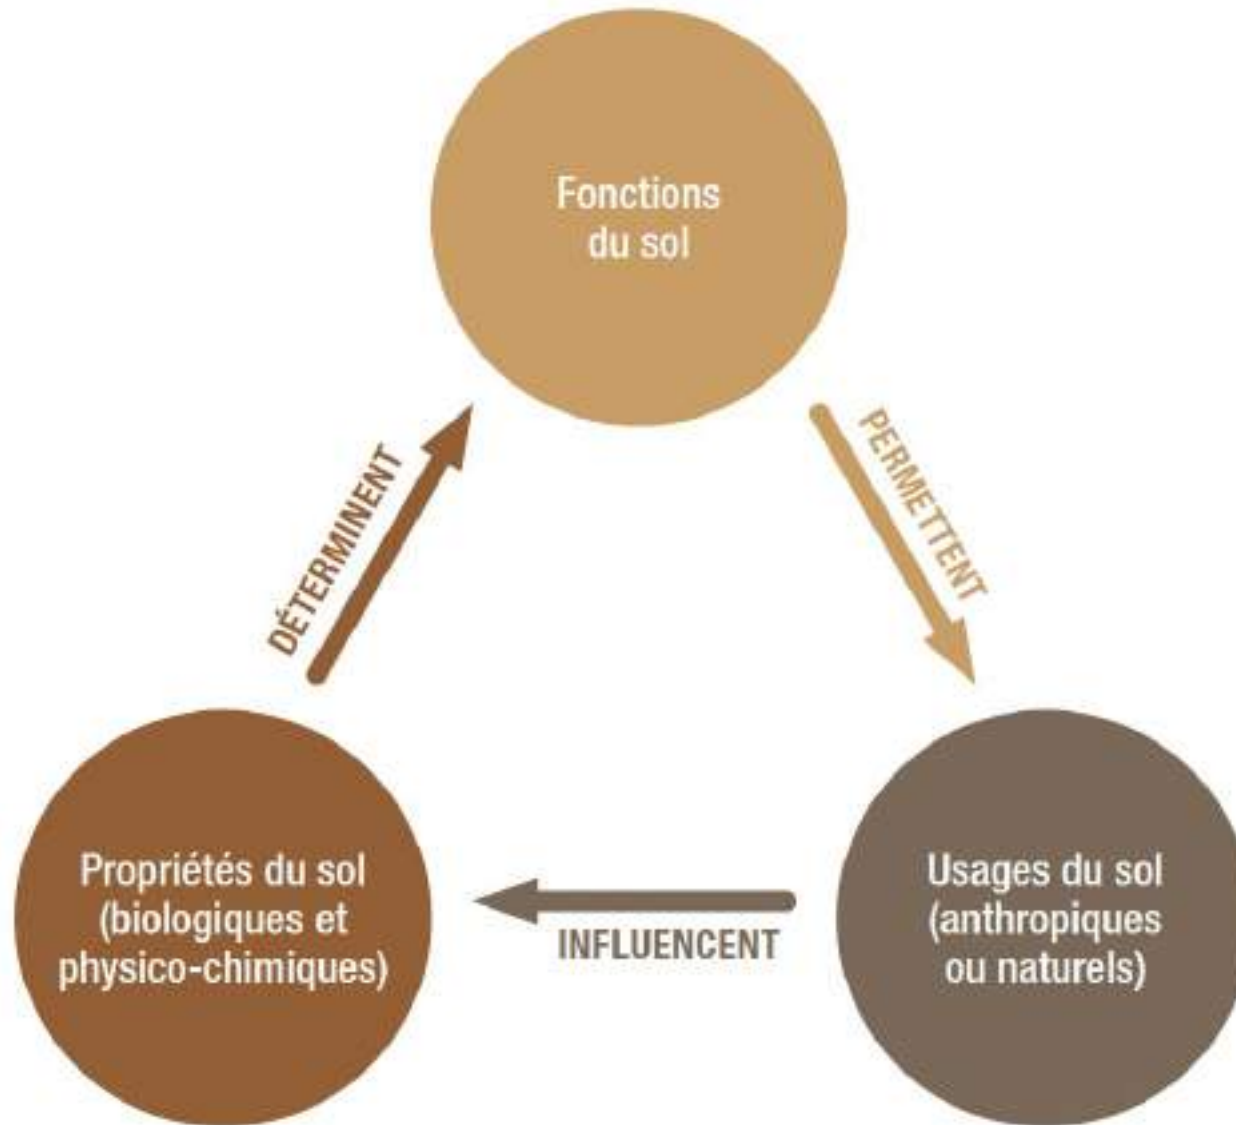 Fonctions
du sol
DÉTERMINENT
PERMETTENT
Propriétés du sol
(biologiques et
physico-chimiques)
INFLUENCENT
Usages du sol
(anthropiques
ou naturels)